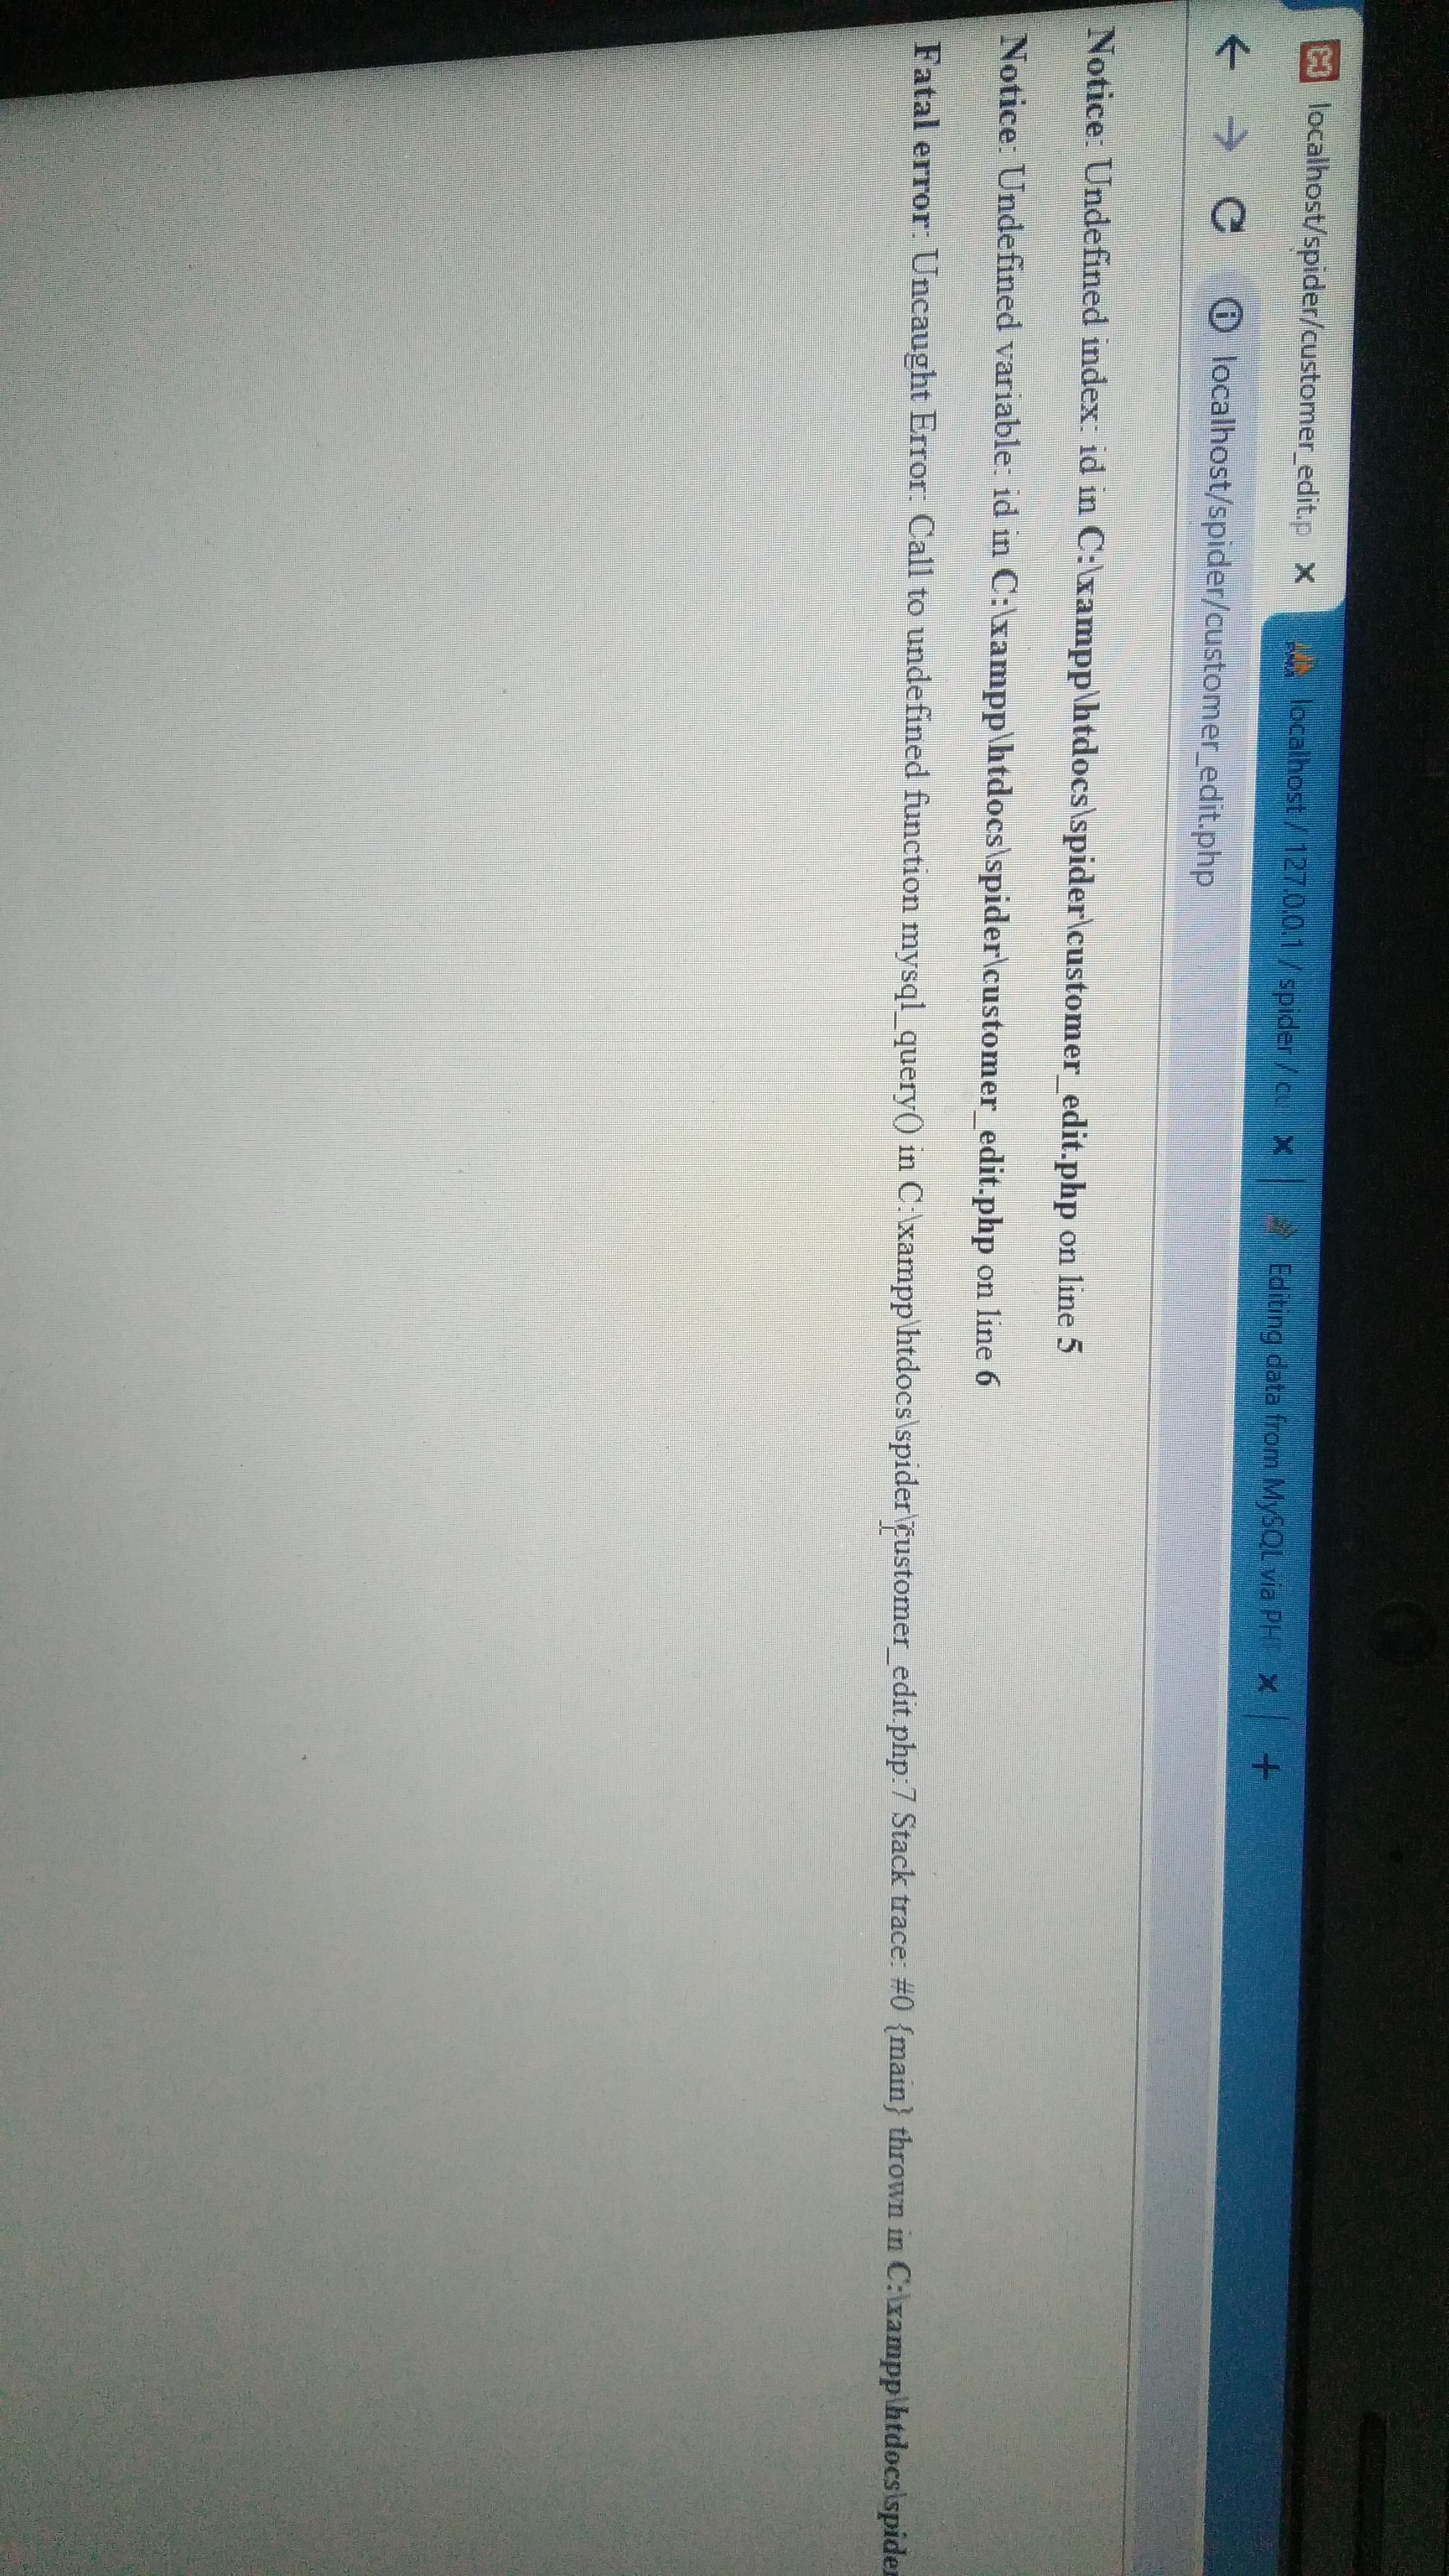 localhost/spider/customer_edit.p
localhost / 127.0.0.1 / spider / cu
Editing data from MySQL via PH
localhost/spider/customer_edit.php
Notice: Undefined index: id in C:\xampp\htdocs\spider\customer_edit.php on line 5
Notice: Undefined variable: id in C:\xampp\htdocs\spider\customer_edit.php on line 6
Fatal error: Uncaught Error: Call to undefined function mysql_query() in C:\xampp\htdocs\spider\customer_edit.php:7 Stack trace: #0 {main} thrown in C:\xampp\htdocs\spider